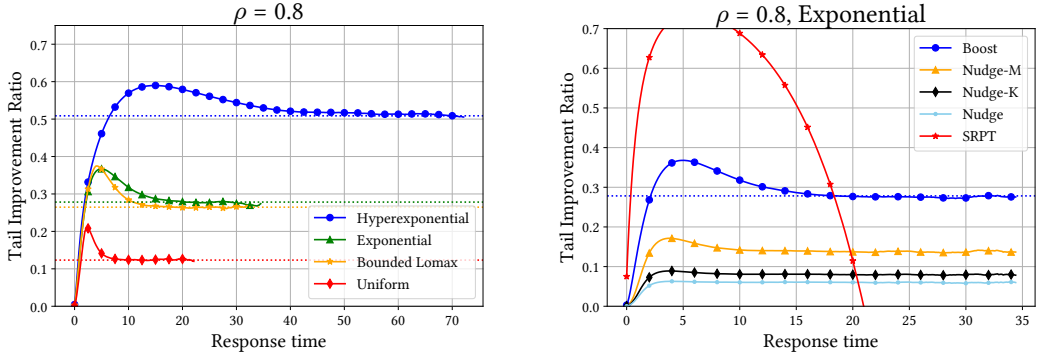 ρ = 0.8
Tail Improvement Ratio
0.7
0.6
0.5
0.4
0.3
0.2
0.1
0.0
0 10 20 30 40 50 60 70
Response time
Hyperexponential
Exponential
Bounded Lomax
Uniform
ρ = 0.8, Exponential
Tail Improvement Ratio
0.7
0.6
0.5
0.4
0.3
0.2
0.1
0.0
0 5 10 15 20 25 30 35
Response time
Boost
Nudge-M
Nudge-K
Nudge
SRPT